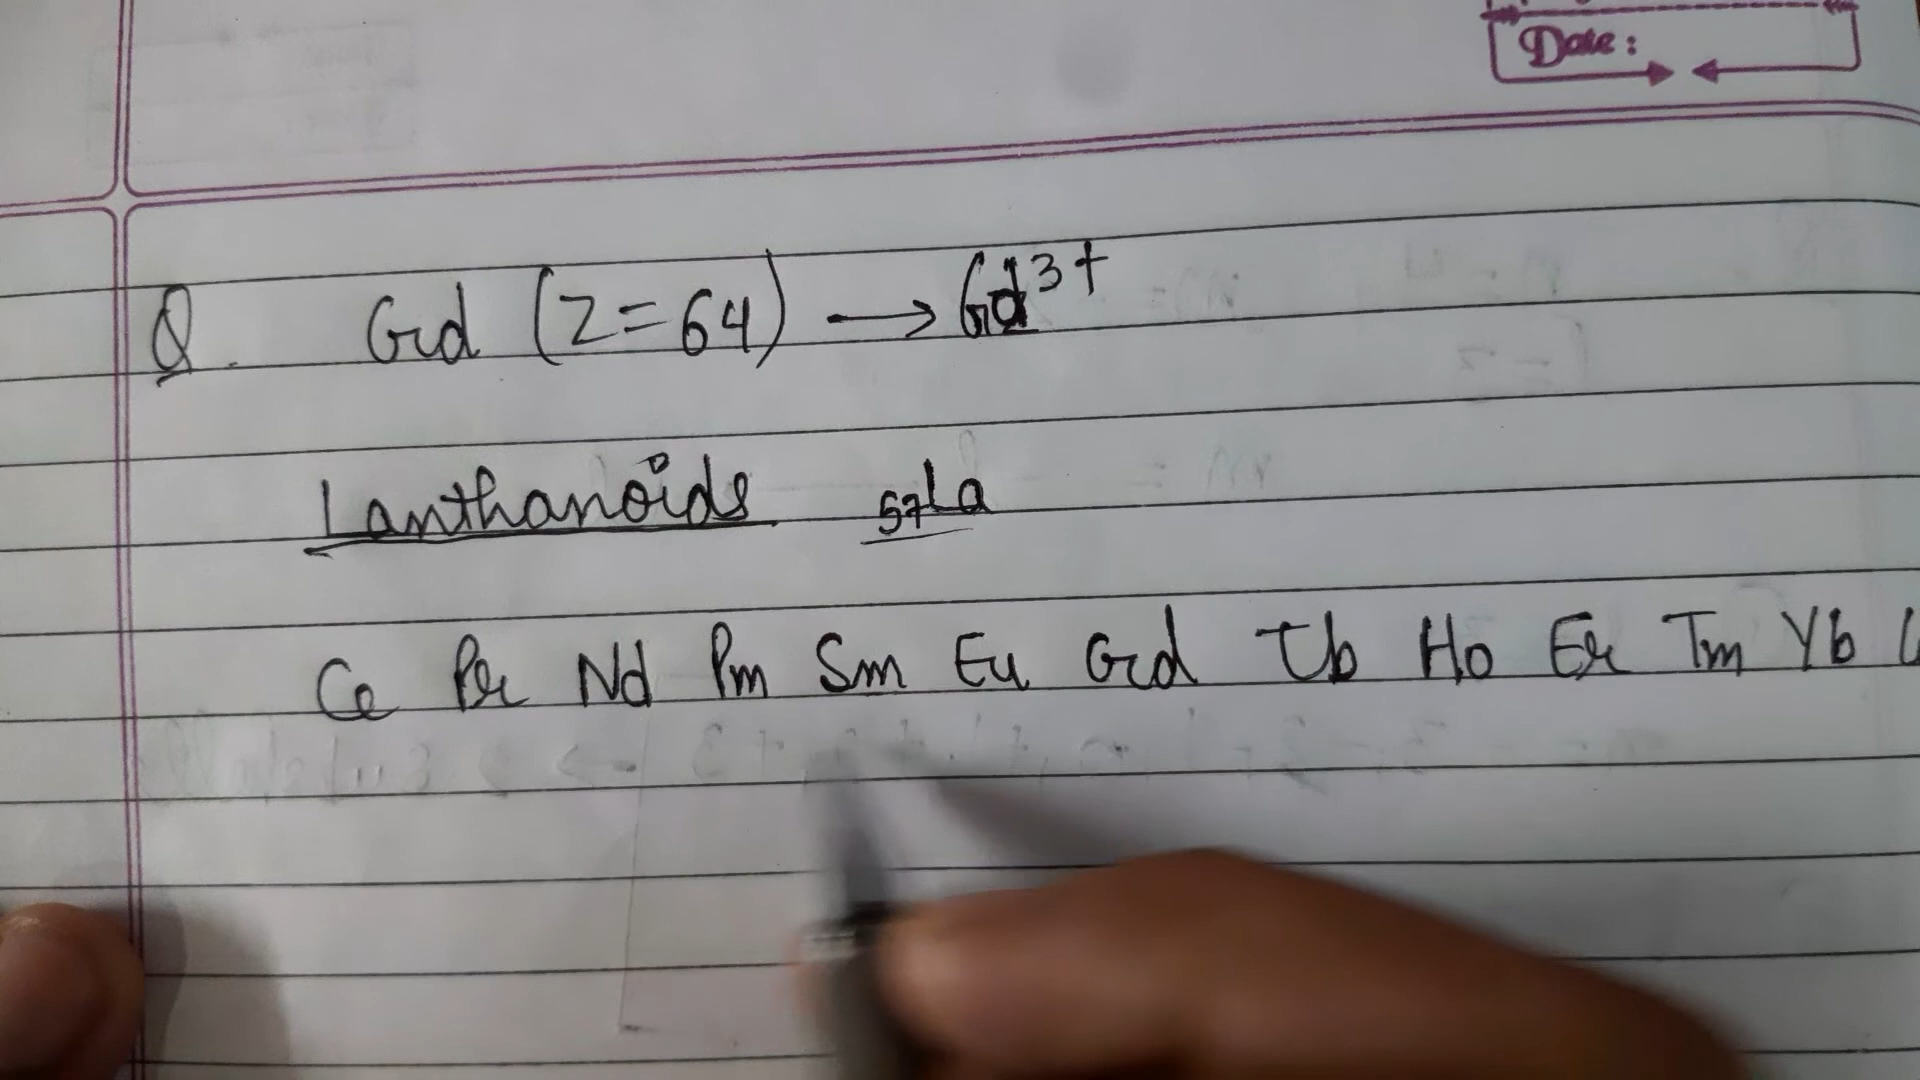 Date :
Q. Gd (Z=64) → Gd³⁺
Lanthanoids ₅₇La
Ce Pr Nd Pm Sm Eu Gd Tb Ho Er Tm Yb